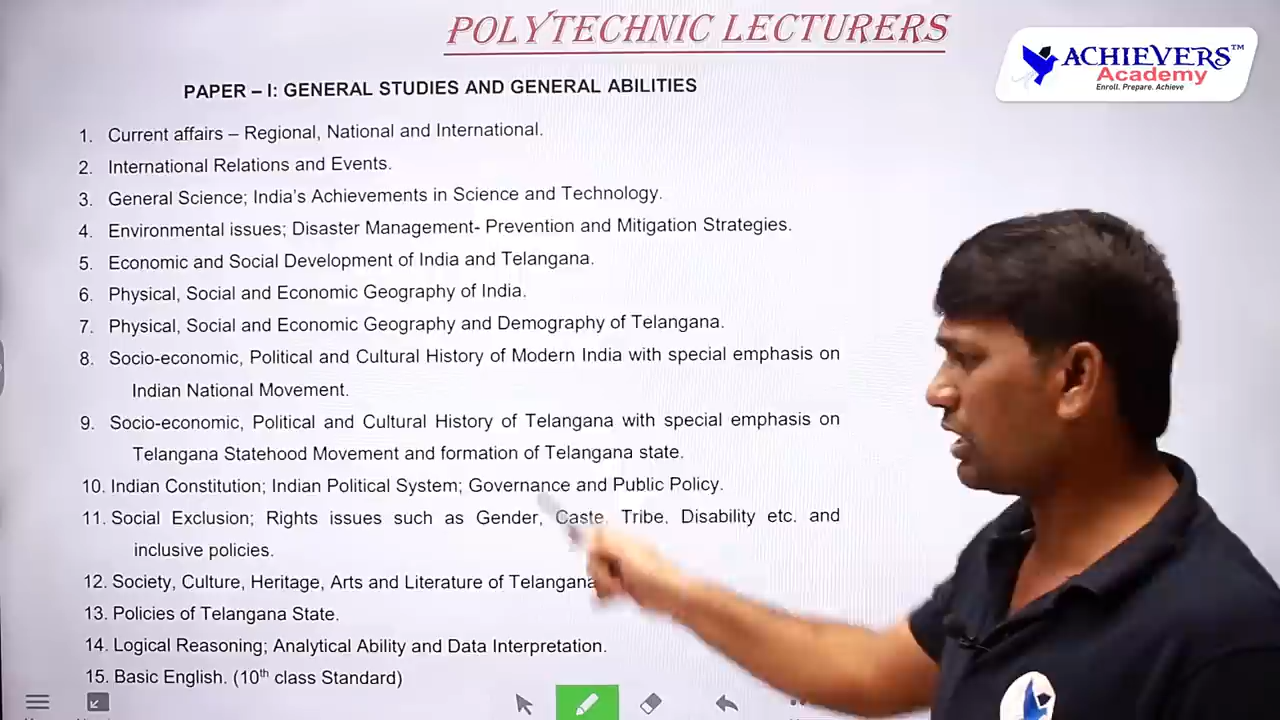 POLYTECHNIC LECTURERS
ACHIEVERS™
Academy
Enroll. Prepare. Achieve
PAPER – I: GENERAL STUDIES AND GENERAL ABILITIES
1. Current affairs – Regional, National and International.
2. International Relations and Events.
3. General Science; India's Achievements in Science and Technology.
4. Environmental issues; Disaster Management- Prevention and Mitigation Strategies.
5. Economic and Social Development of India and Telangana.
6. Physical, Social and Economic Geography of India.
7. Physical, Social and Economic Geography and Demography of Telangana.
8. Socio-economic, Political and Cultural History of Modern India with special emphasis on
Indian National Movement.
9. Socio-economic, Political and Cultural History of Telangana with special emphasis on
Telangana Statehood Movement and formation of Telangana state.
10. Indian Constitution; Indian Political System; Governance and Public Policy.
11. Social Exclusion; Rights issues such as Gender, Caste, Tribe, Disability etc. and
inclusive policies.
12. Society, Culture, Heritage, Arts and Literature of Telangana
13. Policies of Telangana State.
14. Logical Reasoning; Analytical Ability and Data Interpretation.
15. Basic English. (10th class Standard)